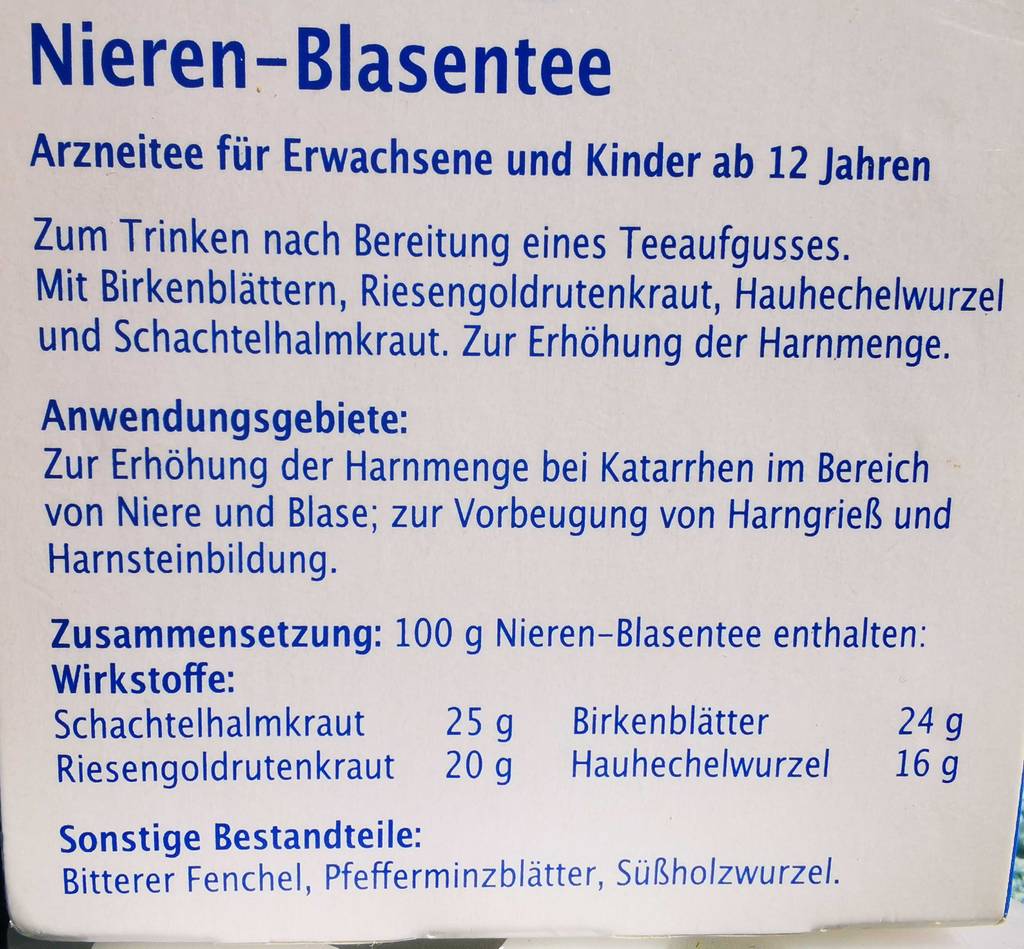 Nieren-Blasentee
Arzneitee für Erwachsene und Kinder ab 12 Jahren
Zum Trinken nach Bereitung eines Teeaufgusses.
Mit Birkenblättern, Riesengoldrutenkraut, Hauhechelwurzel
und Schachtelhalmkraut. Zur Erhöhung der Harnmenge.
Anwendungsgebiete:
Zur Erhöhung der Harnmenge bei Katarrhen im Bereich
von Niere und Blase; zur Vorbeugung von Harngrieß und
Harnsteinbildung.
Zusammensetzung: 100 g Nieren-Blasentee enthalten:
Wirkstoffe:
Schachtelhalmkraut 25 g Birkenblätter 24 g
Riesengoldrutenkraut 20 g Hauhechelwurzel 16 g
Sonstige Bestandteile:
Bitterer Fenchel, Pfefferminzblätter, Süßholzwurzel.